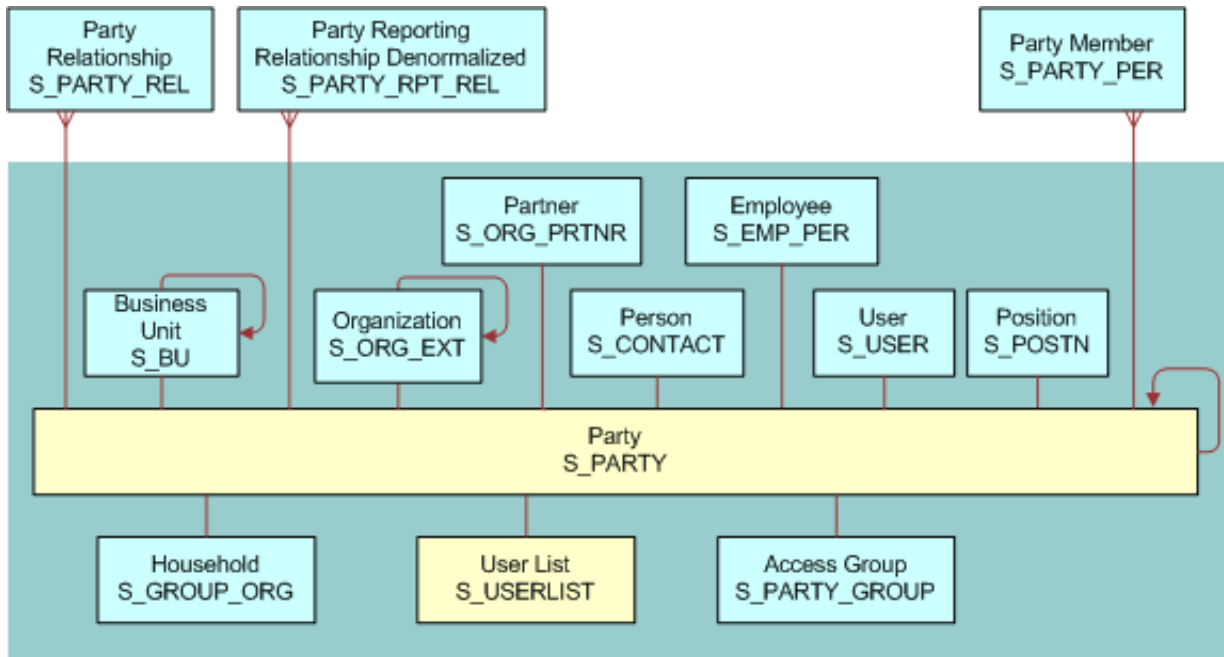 Party
Relationship
S_PARTY_REL
Party Reporting
Relationship Denormalized
S_PARTY_RPT_REL
Party Member
S_PARTY_PER
Partner
S_ORG_PRTNR
Employee
S_EMP_PER
Business
Unit
S_BU
Organization
S_ORG_EXT
Person
S_CONTACT
User
S_USER
Position
S_POSTN
Party
S_PARTY
Household
S_GROUP_ORG
User List
S_USERLIST
Access Group
S_PARTY_GROUP